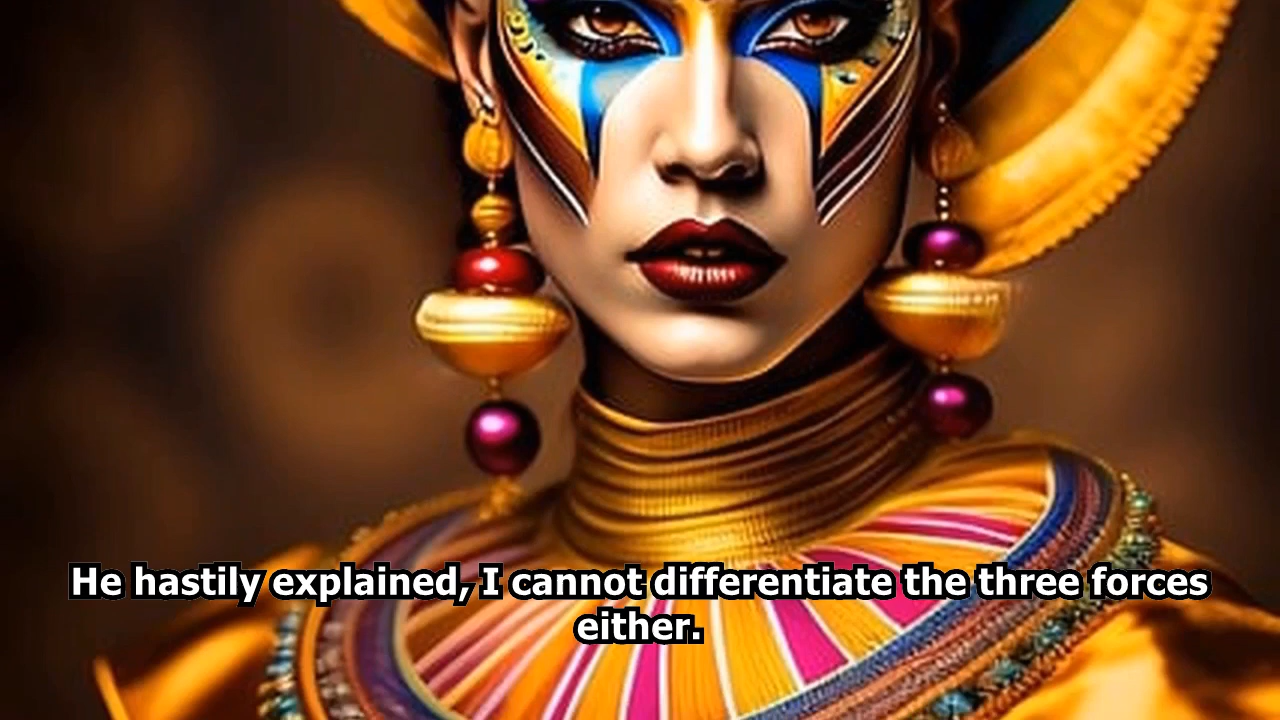 He hastily explained, I cannot differentiate the three forces
either.